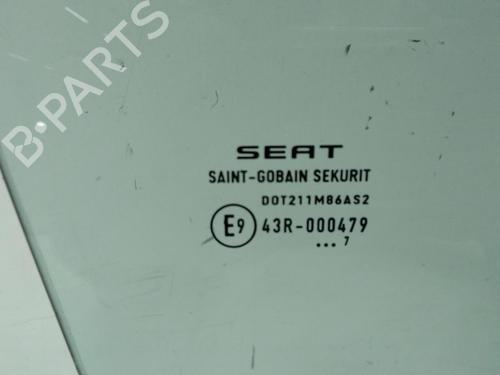 B-PARTS
SEAT
SAINT-GOBAIN SEKURIT
DOT211M86AS2
E9 43R-000479
... 7